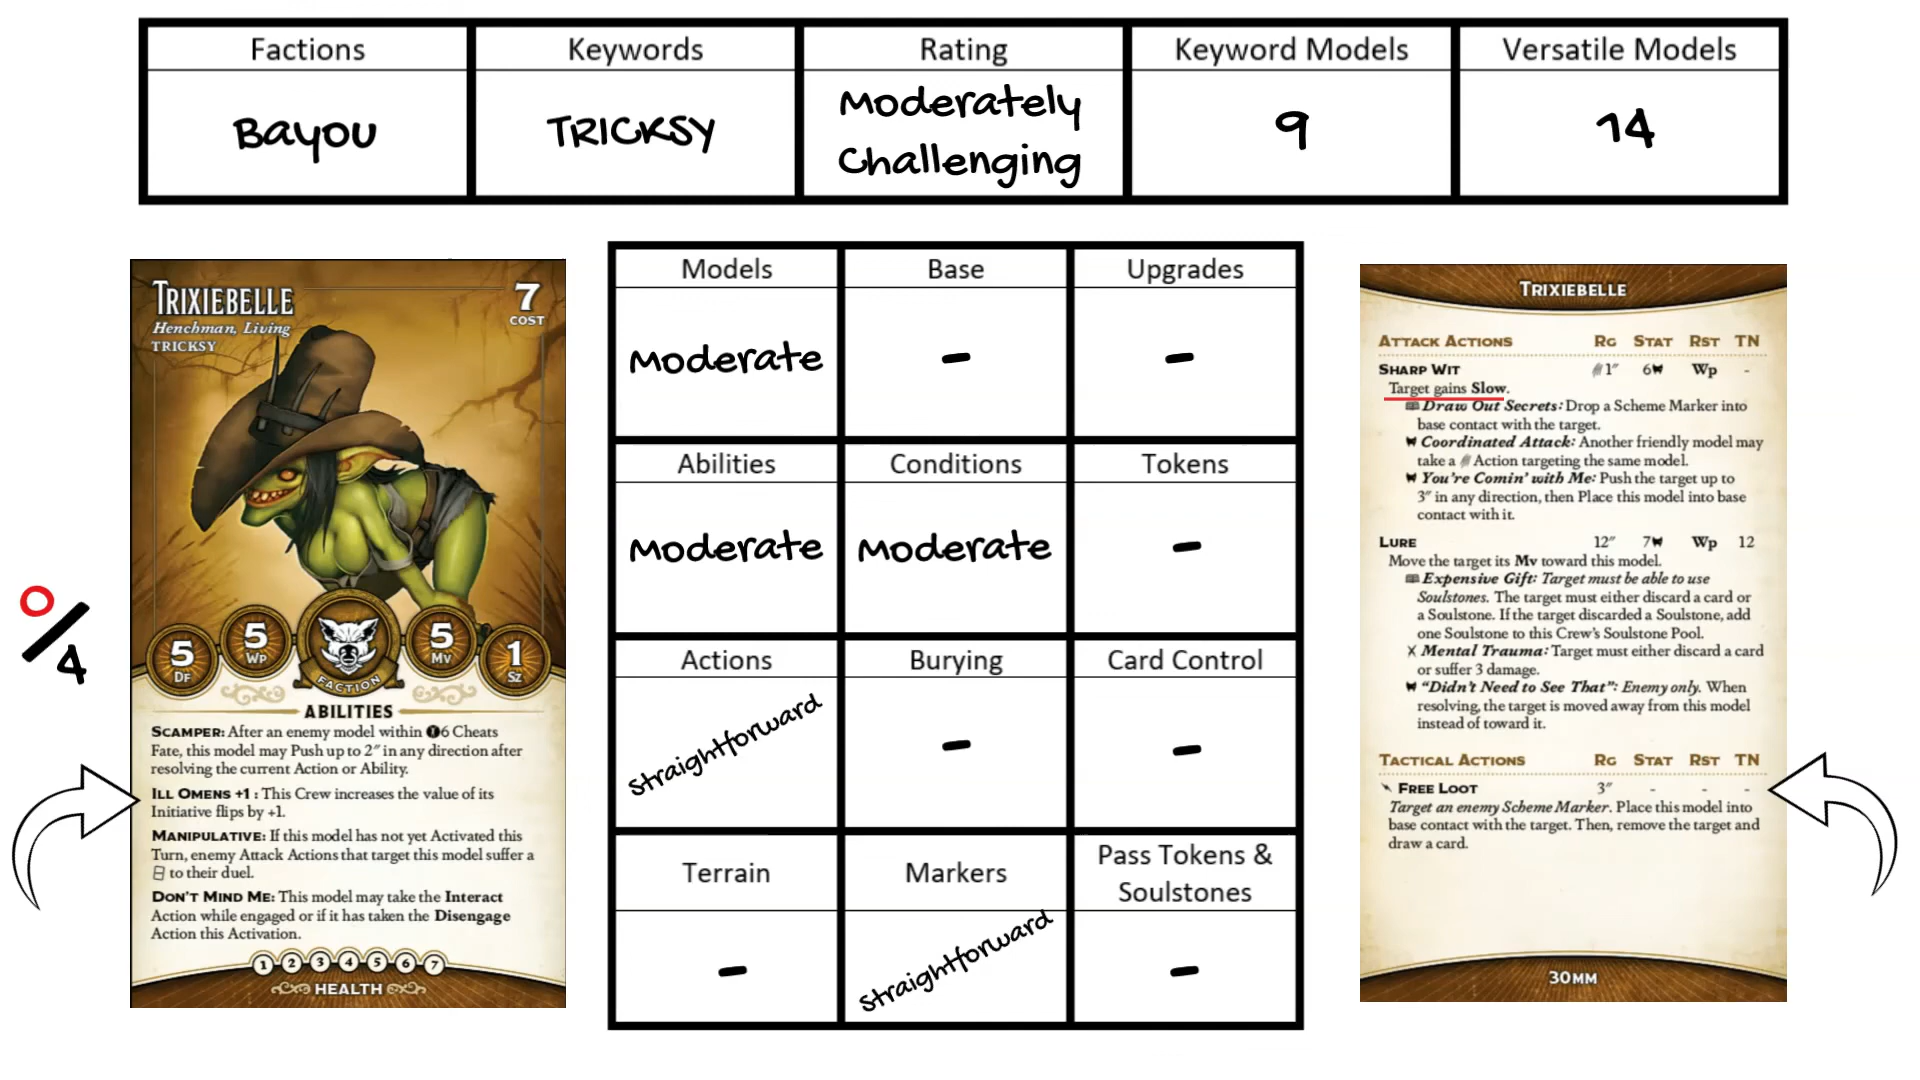 Factions
Keywords
Rating
Keyword Models
Versatile Models
Bayou
TRICKSY
Moderately
Challenging
9
14
TRIXIEBELLE
7
COST
Henchman, Living
TRICKSY
5
DF
5
WP
FACTION
5
MV
1
SZ
ABILITIES
SCAMPER: After an enemy model within 6 Cheats
Fate, this model may Push up to 2″ in any direction after
resolving the current Action or Ability.
ILL OMENS +1 : This Crew increases the value of its
Initiative flips by +1.
MANIPULATIVE: If this model has not yet Activated this
Turn, enemy Attack Actions that target this model suffer a
to their duel.
DON'T MIND ME: This model may take the Interact
Action while engaged or if it has taken the Disengage
Action this Activation.
1 2 3 4 5 6 7
HEALTH
0/4
Models
Base
Upgrades
Moderate
-
-
Abilities
Conditions
Tokens
Moderate
Moderate
-
Actions
Burying
Card Control
Straightforward
-
-
Terrain
Markers
Pass Tokens &
Soulstones
-
Straightforward
-
TRIXIEBELLE
ATTACK ACTIONS RG STAT RST TN
SHARP WIT 1″ 6 Wp -
Target gains Slow.
Draw Out Secrets: Drop a Scheme Marker into
base contact with the target.
Coordinated Attack: Another friendly model may
take a Action targeting the same model.
You're Comin' with Me: Push the target up to
3″ in any direction, then Place this model into base
contact with it.
LURE 12″ 7 Wp 12
Move the target its Mv toward this model.
Expensive Gift: Target must be able to use
Soulstones. The target must either discard a card or
a Soulstone. If the target discarded a Soulstone, add
one Soulstone to this Crew's Soulstone Pool.
Mental Trauma: Target must either discard a card
or suffer 3 damage.
"Didn't Need to See That": Enemy only. When
resolving, the target is moved away from this model
instead of toward it.
TACTICAL ACTIONS RG STAT RST TN
FREE LOOT 3″ - - -
Target an enemy Scheme Marker. Place this model into
base contact with the target. Then, remove the target and
draw a card.
30MM